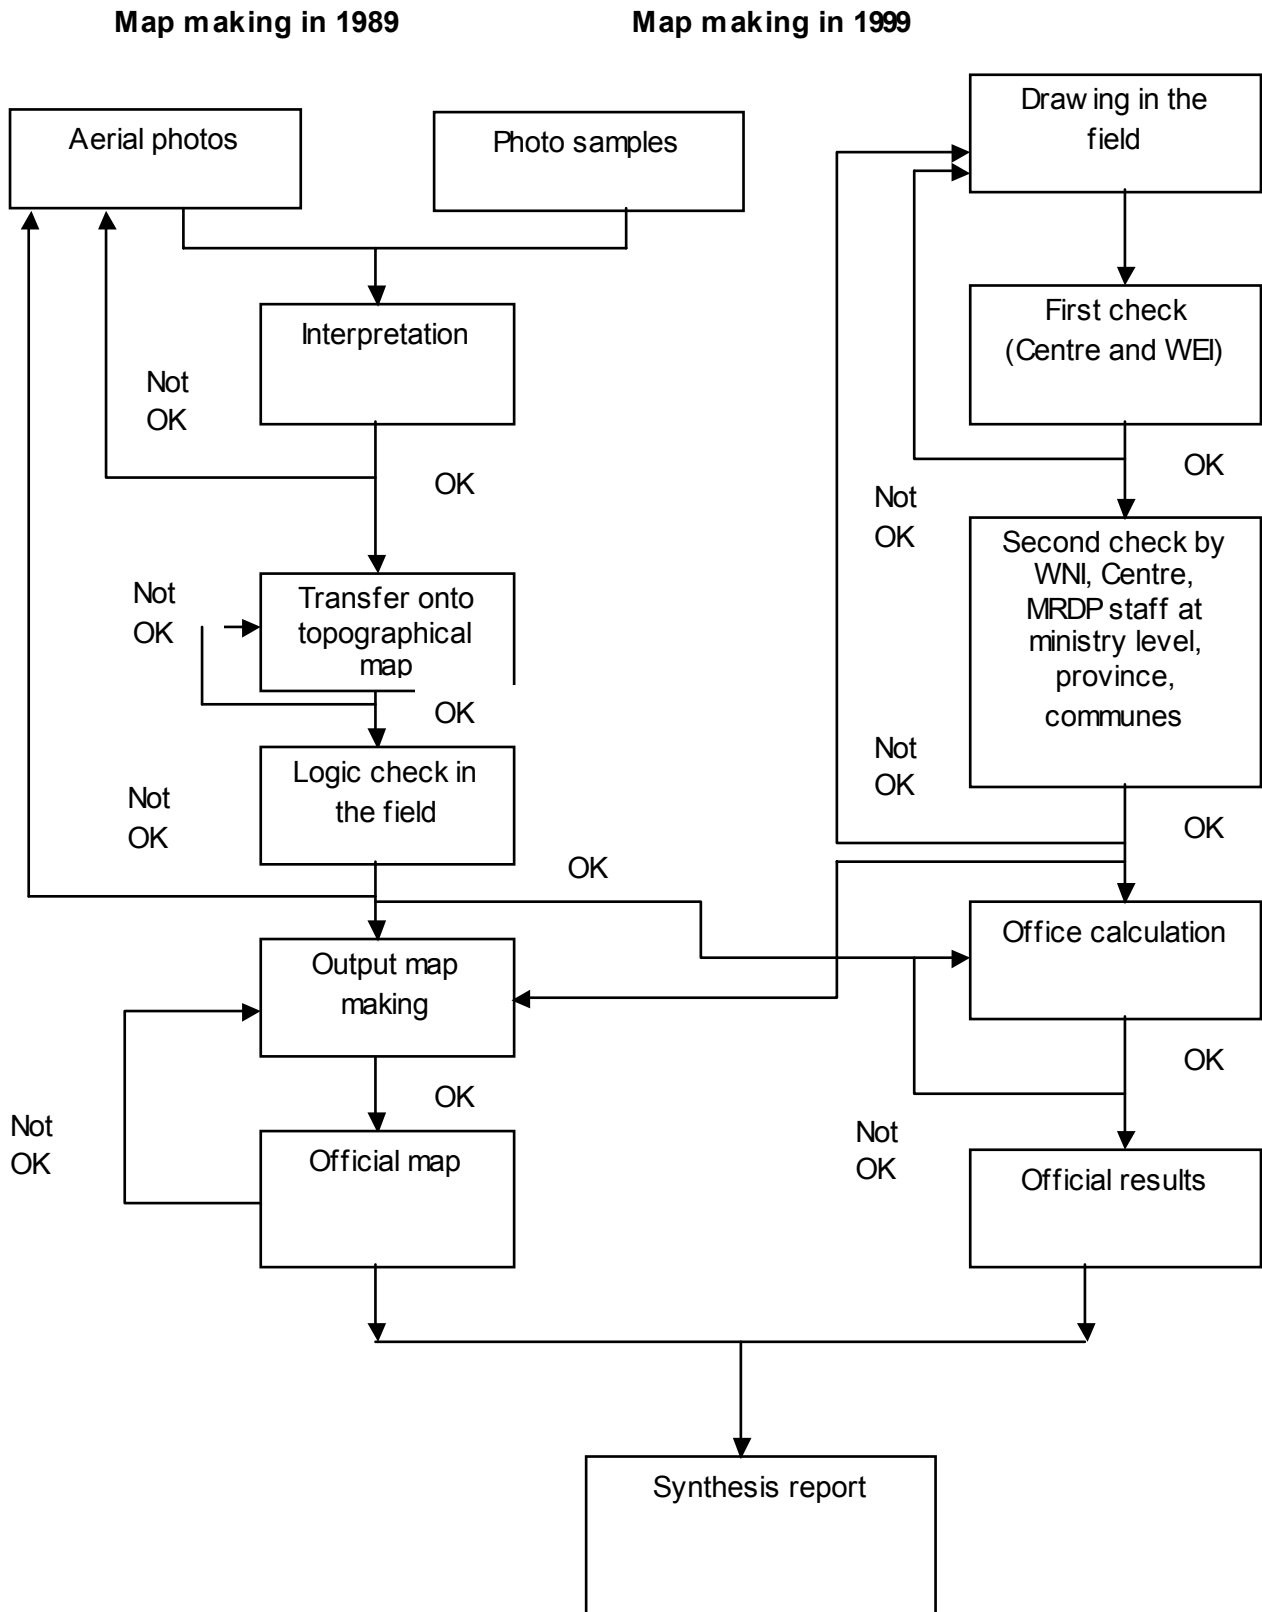 Map making in 1989
Map making in 1999
Aerial photos
Photo samples
Drawing in the
field
Interpretation
First check
(Centre and WEI)
Not
OK
OK
OK
Not
OK
Second check by
WNI, Centre,
MRDP staff at
ministry level,
province,
communes
Transfer onto
topographical
map
Not
OK
OK
Not
OK
Logic check in
the field
Not
OK
OK
OK
Office calculation
Output map
making
OK
OK
Not
OK
Official map
Not
OK
Official results
Synthesis report